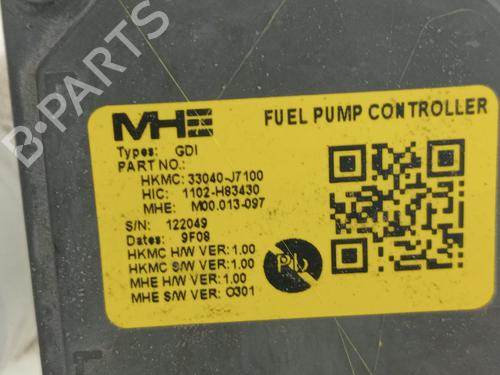 B-PARTS
MHE
FUEL PUMP CONTROLLER
Types: GDI
PART NO.:
HKMC: 33040-J7100
HIC: 1102-H83430
MHE: M00.013-097
S/N: 122049
Dates: 9F08
HKMC H/W VER: 1.00
HKMC S/W VER: 1.00
MHE H/W VER: 1.00
MHE S/W VER: O301
Pb